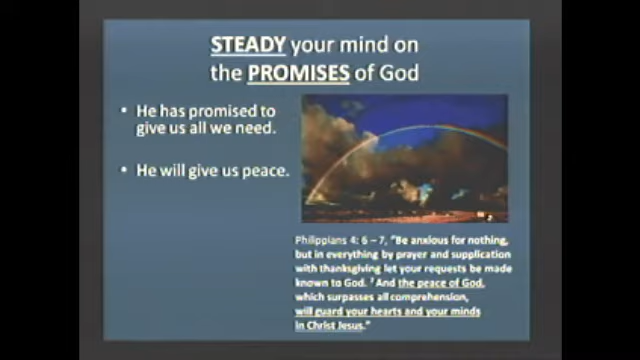 STEADY your mind on
the PROMISES of God
• He has promised to
give us all we need.
• He will give us peace.
Philippians 4: 6 – 7, "Be anxious for nothing,
but in everything by prayer and supplication
with thanksgiving let your requests be made
known to God. ⁷ And the peace of God,
which surpasses all comprehension,
will guard your hearts and your minds
in Christ Jesus."